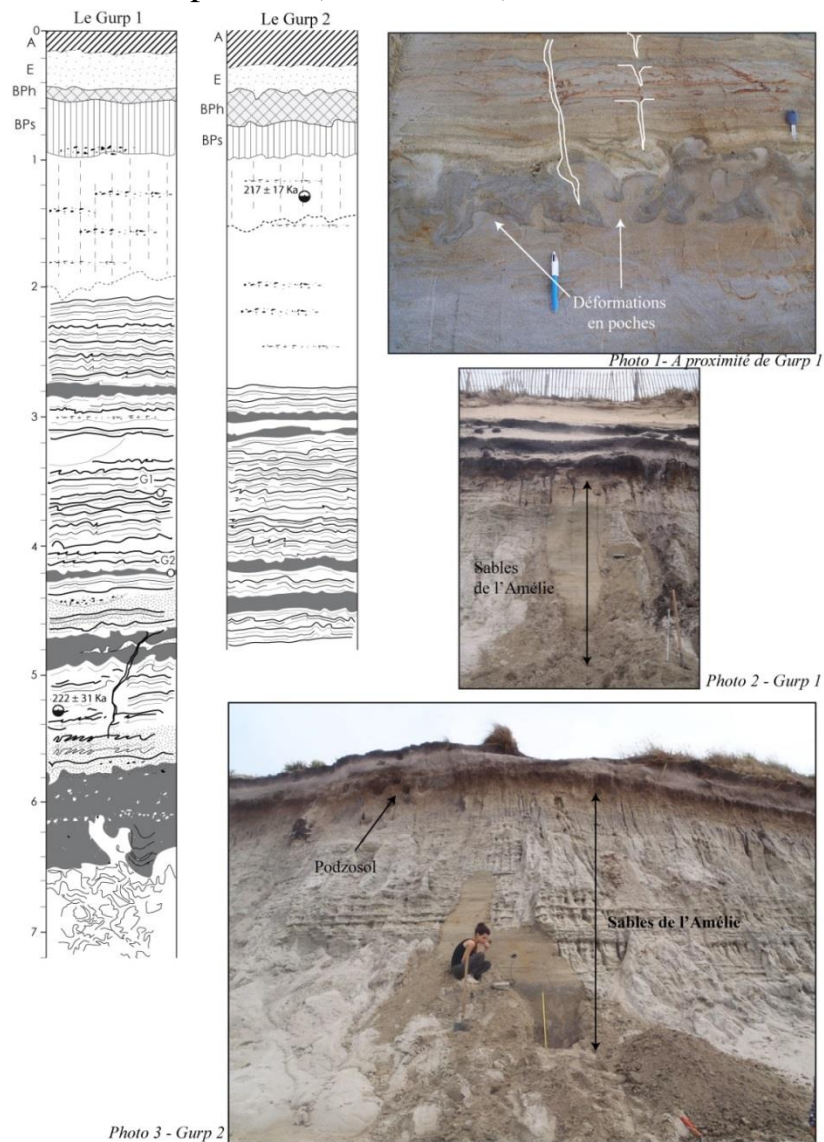 Le Gurp 1
Le Gurp 2
0
A
E
BPh
BPs
1
2
3
G1
4
G2
5
222 ± 31 Ka
6
7
A
E
BPh
BPs
217 ± 17 Ka
Déformations
en poches
Photo 1- A proximité de Gurp 1
Sables
de l'Amélie
Photo 2 - Gurp 1
Podzosol
Sables de l'Amélie
Photo 3 - Gurp 2